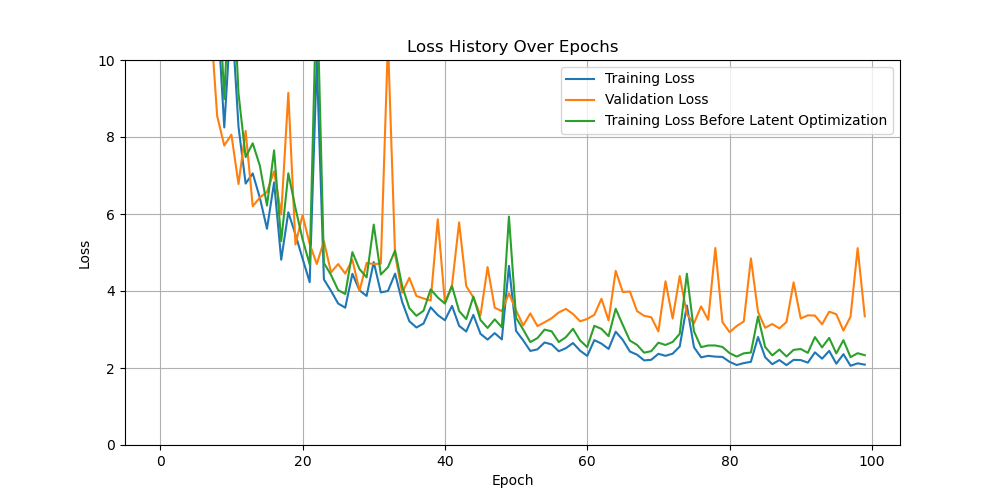 Loss History Over Epochs
10
8
6
4
2
0
Loss
Training Loss
Validation Loss
Training Loss Before Latent Optimization
0 20 40 60 80 100
Epoch